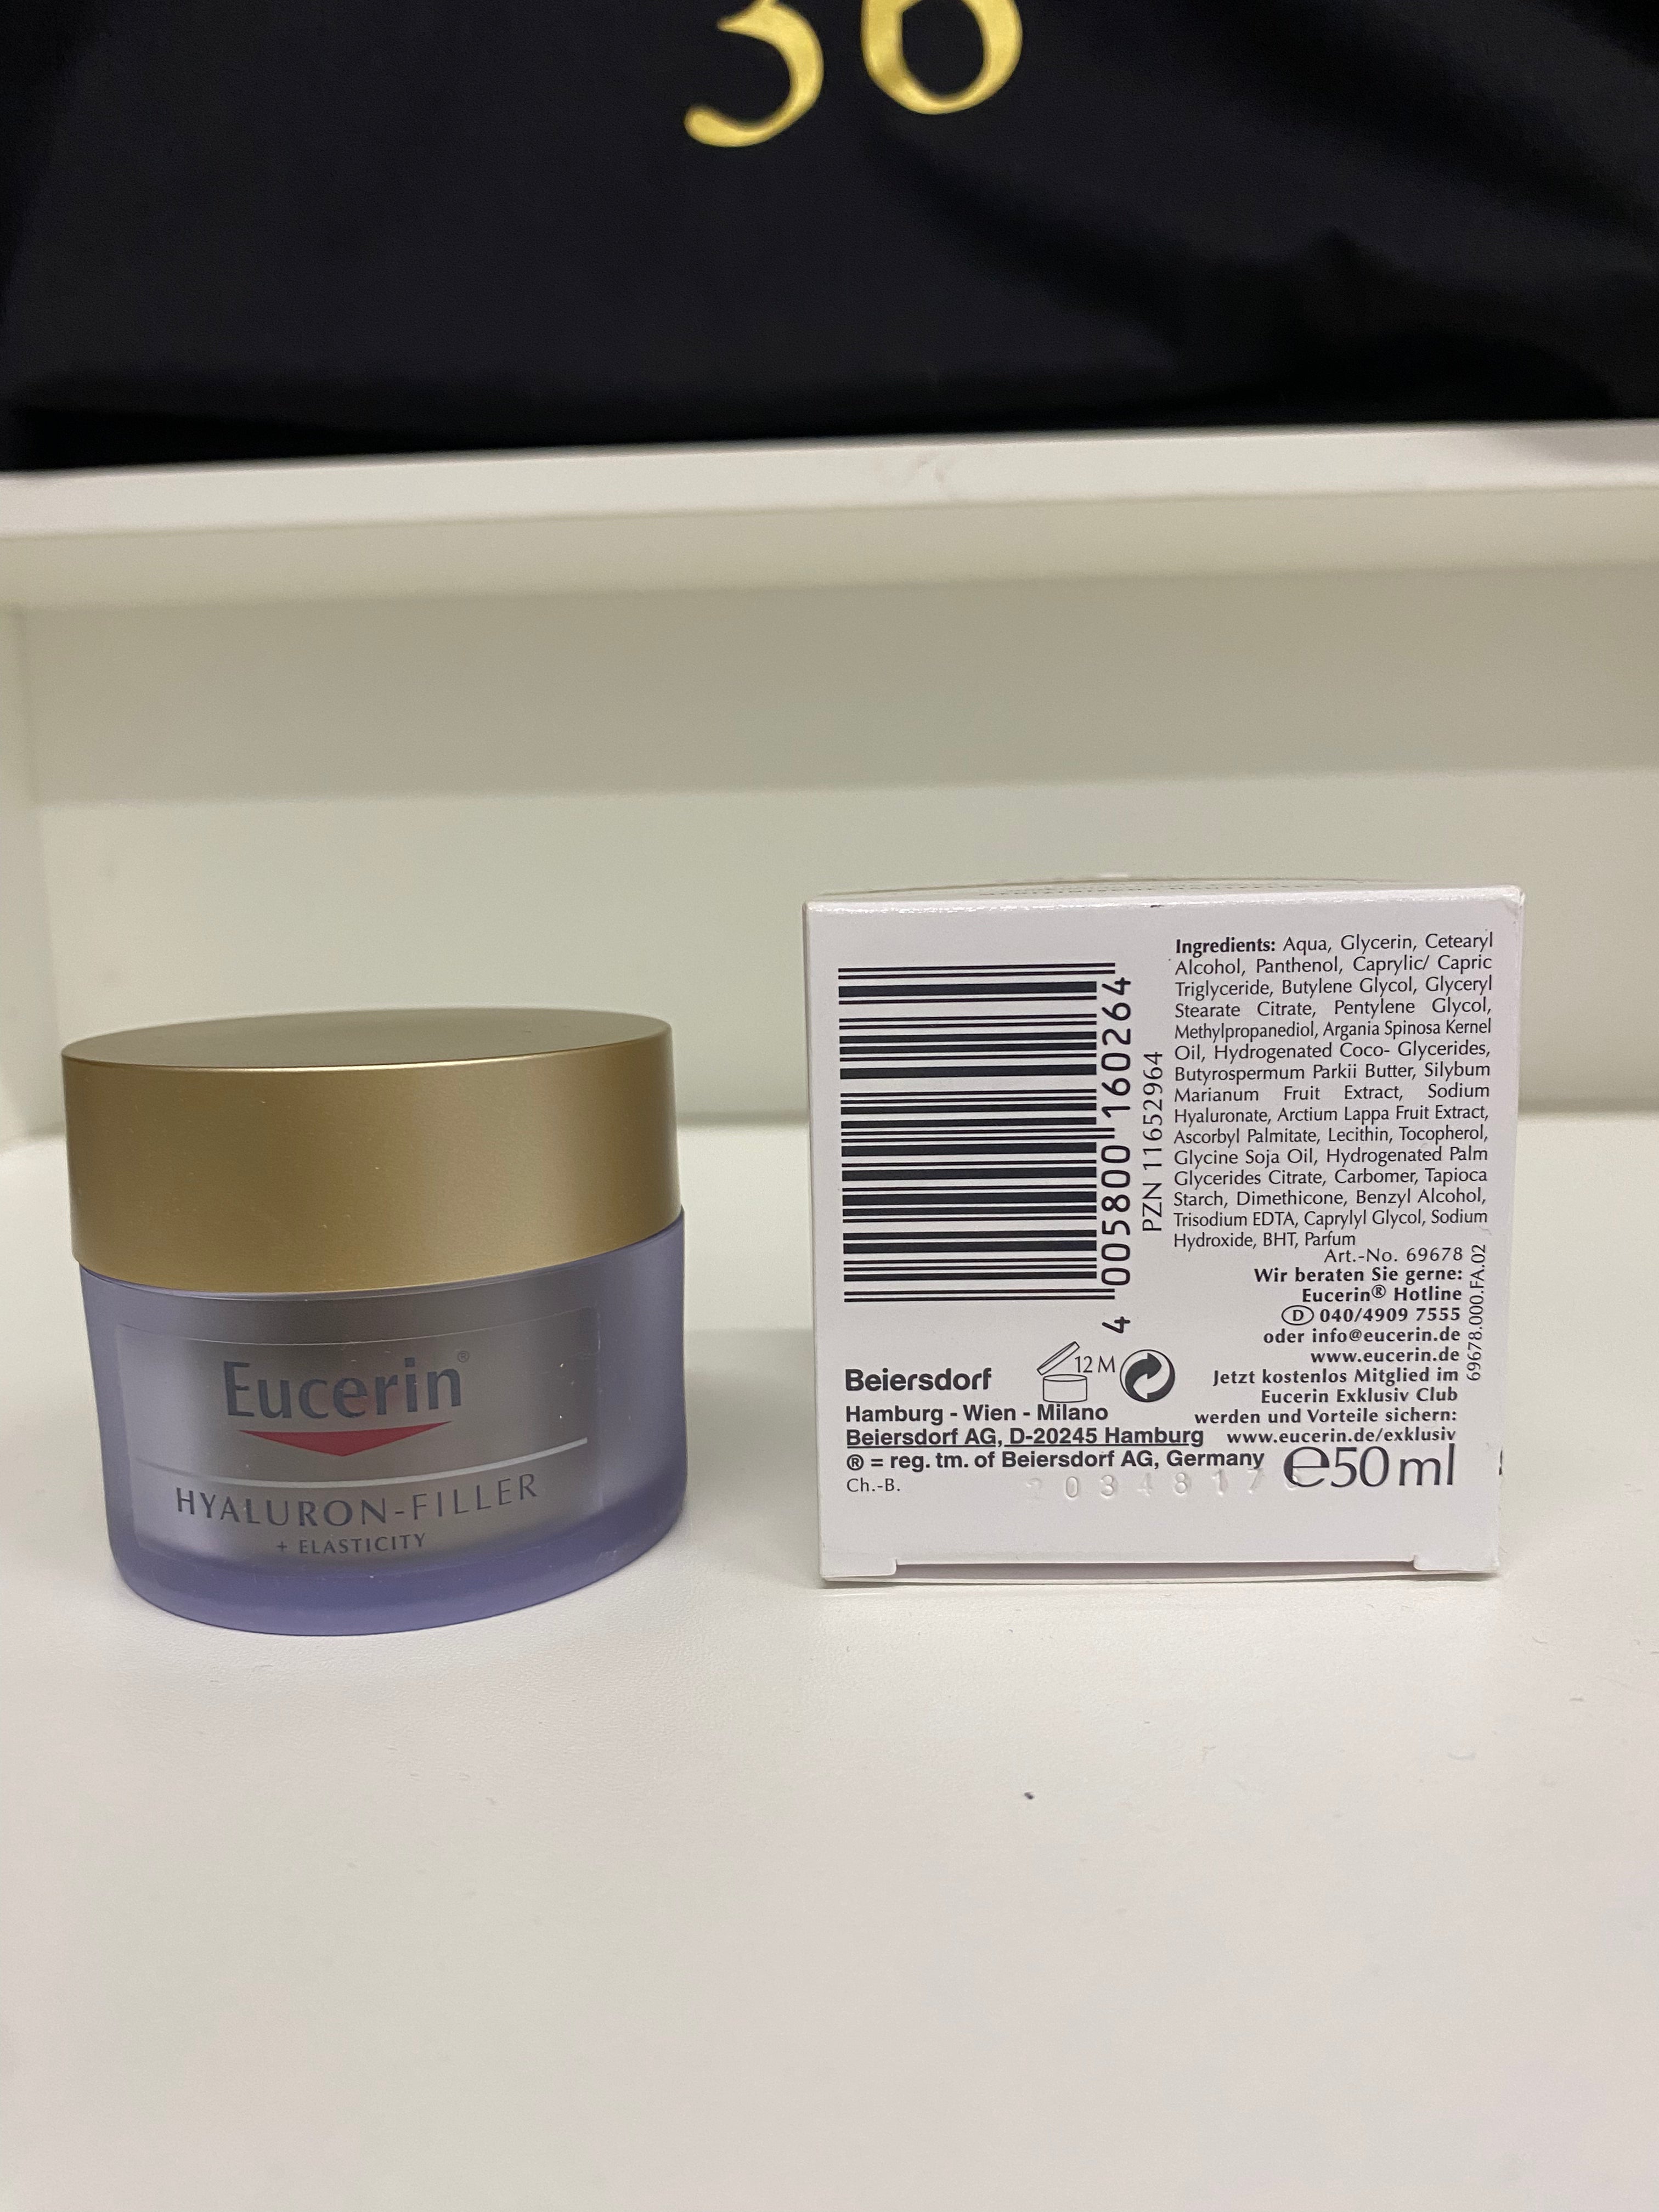 36
Eucerin®
HYALURON-FILLER
+ ELASTICITY
4 005800 160264
PZN 11652964
Ingredients: Aqua, Glycerin, Cetearyl
Alcohol, Panthenol, Caprylic/ Capric
Triglyceride, Butylene Glycol, Glyceryl
Stearate Citrate, Pentylene Glycol,
Methylpropanediol, Argania Spinosa Kernel
Oil, Hydrogenated Coco- Glycerides,
Butyrospermum Parkii Butter, Silybum
Marianum Fruit Extract, Sodium
Hyaluronate, Arctium Lappa Fruit Extract,
Ascorbyl Palmitate, Lecithin, Tocopherol,
Glycine Soja Oil, Hydrogenated Palm
Glycerides Citrate, Carbomer, Tapioca
Starch, Dimethicone, Benzyl Alcohol,
Trisodium EDTA, Caprylyl Glycol, Sodium
Hydroxide, BHT, Parfum
Art.-No. 69678
Wir beraten Sie gerne:
Eucerin® Hotline
D 040/4909 7555
oder info@eucerin.de
www.eucerin.de
Jetzt kostenlos Mitglied im
Eucerin Exklusiv Club
werden und Vorteile sichern:
www.eucerin.de/exklusiv
69678.000.FA.02
12 M
Beiersdorf
Hamburg - Wien - Milano
Beiersdorf AG, D-20245 Hamburg
® = reg. tm. of Beiersdorf AG, Germany
Ch.-B.
℮50 ml